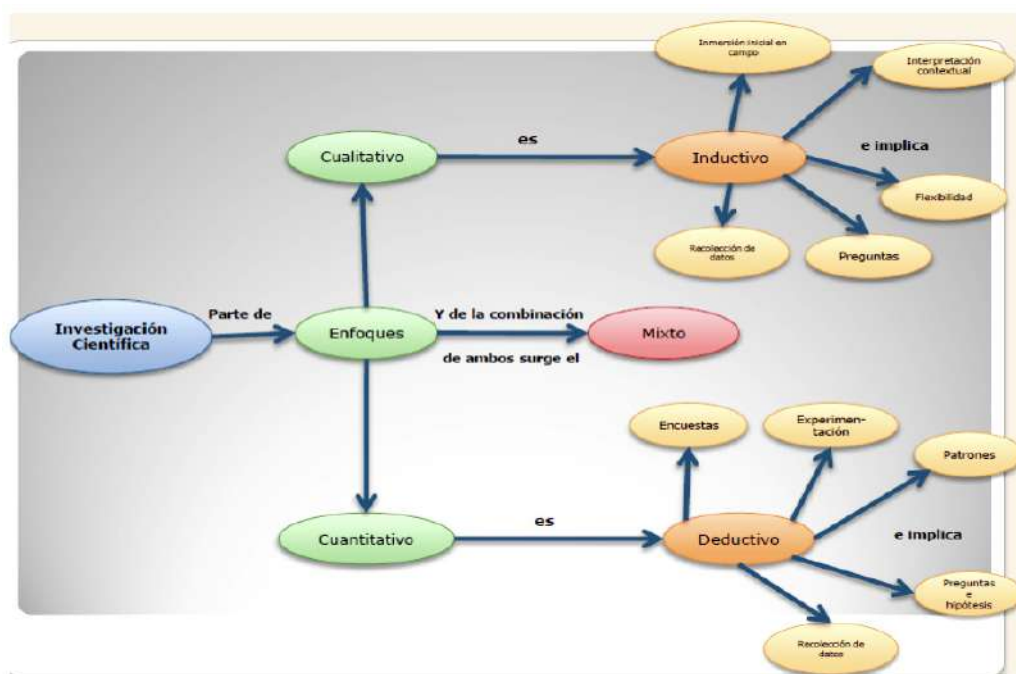 Inmersión inicial en
campo
Interpretación
contextual
Cualitativo
es
Inductivo
e implica
Flexibilidad
Recolección de
datos
Preguntas
Investigación
Científica
Parte de
Enfoques
Y de la combinación
de ambos surge el
Mixto
Encuestas
Experimen-
tación
Patrones
Cuantitativo
es
Deductivo
e implica
Preguntas
e
hipótesis
Recolección de
datos